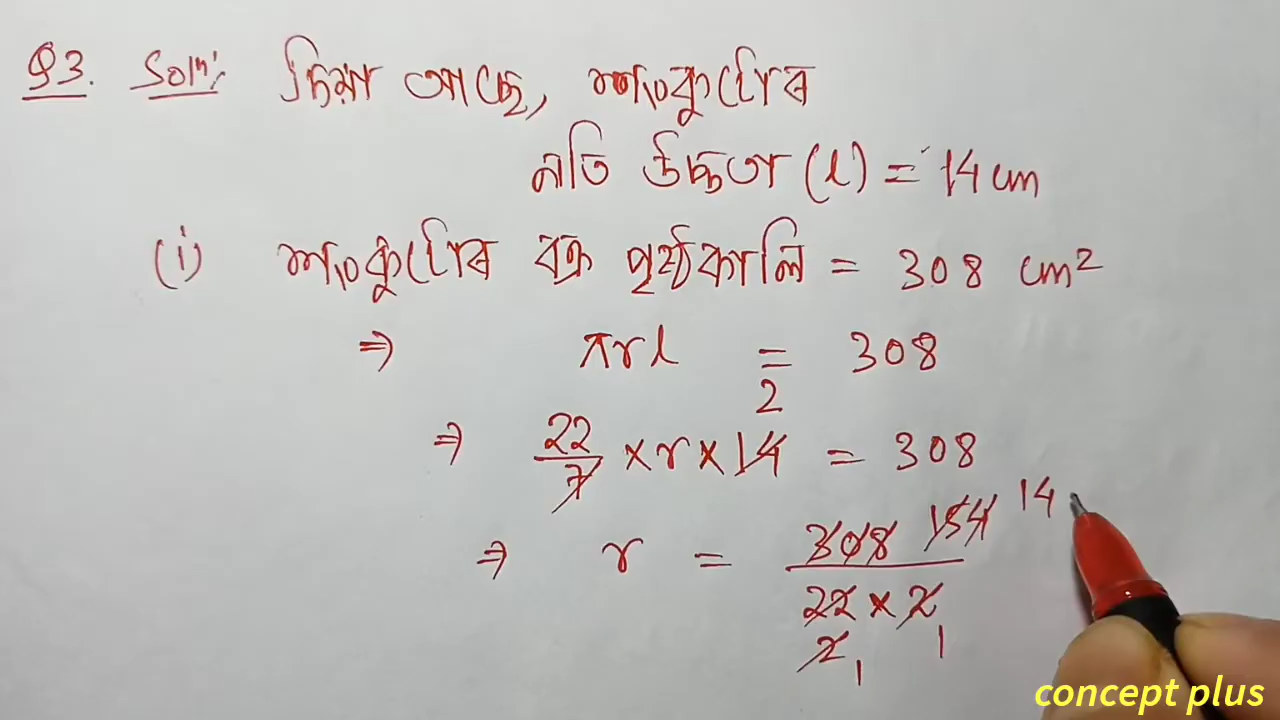 Q3. Soln: দিয়া আছে, শংকুটোৰ
নতি উচ্চতা (l) = 14 cm
(i) শংকুটোৰ বক্ৰ পৃষ্ঠকালি = 308 cm²
⇒ πrl = 308
2
⇒ 22/7 × r × 14 = 308
⇒ r = 308 154 14 / 22 × 2
2 1 1
concept plus